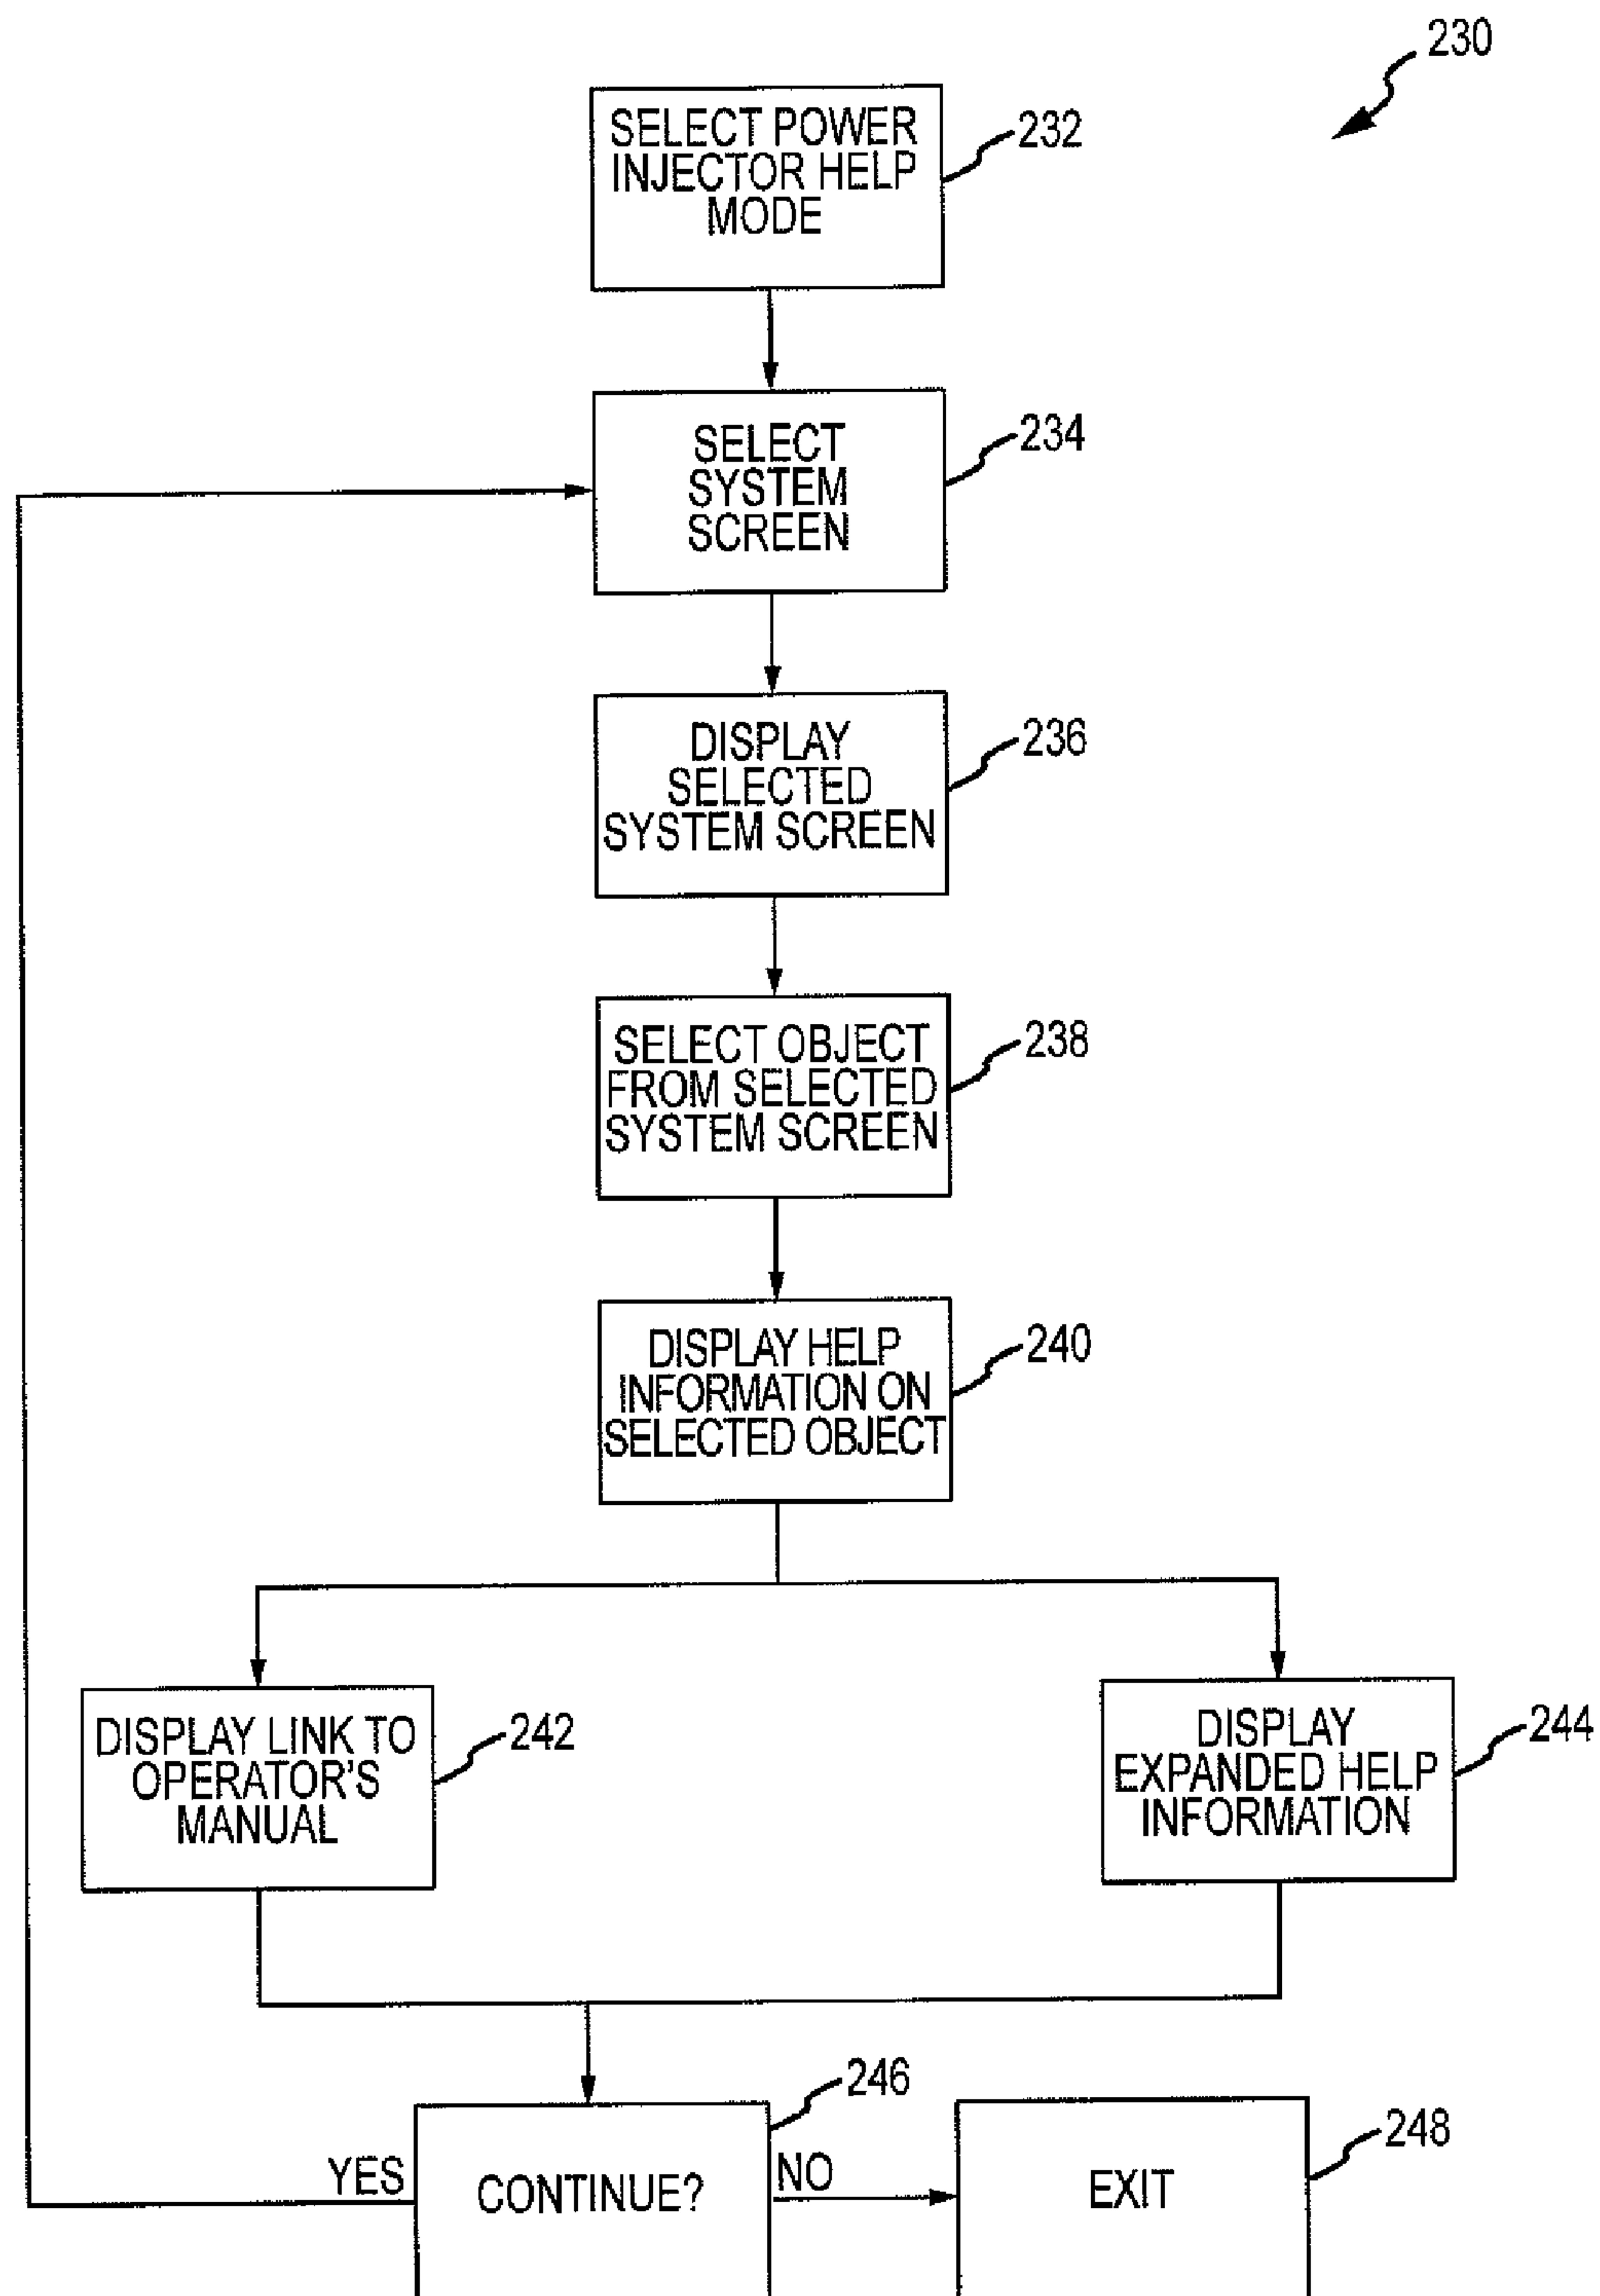 230
SELECT POWER
INJECTOR HELP
MODE
232
SELECT
SYSTEM
SCREEN
234
DISPLAY
SELECTED
SYSTEM SCREEN
236
SELECT OBJECT
FROM SELECTED
SYSTEM SCREEN
238
DISPLAY HELP
INFORMATION ON
SELECTED OBJECT
240
DISPLAY LINK TO
OPERATOR'S
MANUAL
242
DISPLAY
EXPANDED HELP
INFORMATION
244
YES
CONTINUE?
246
NO
EXIT
248